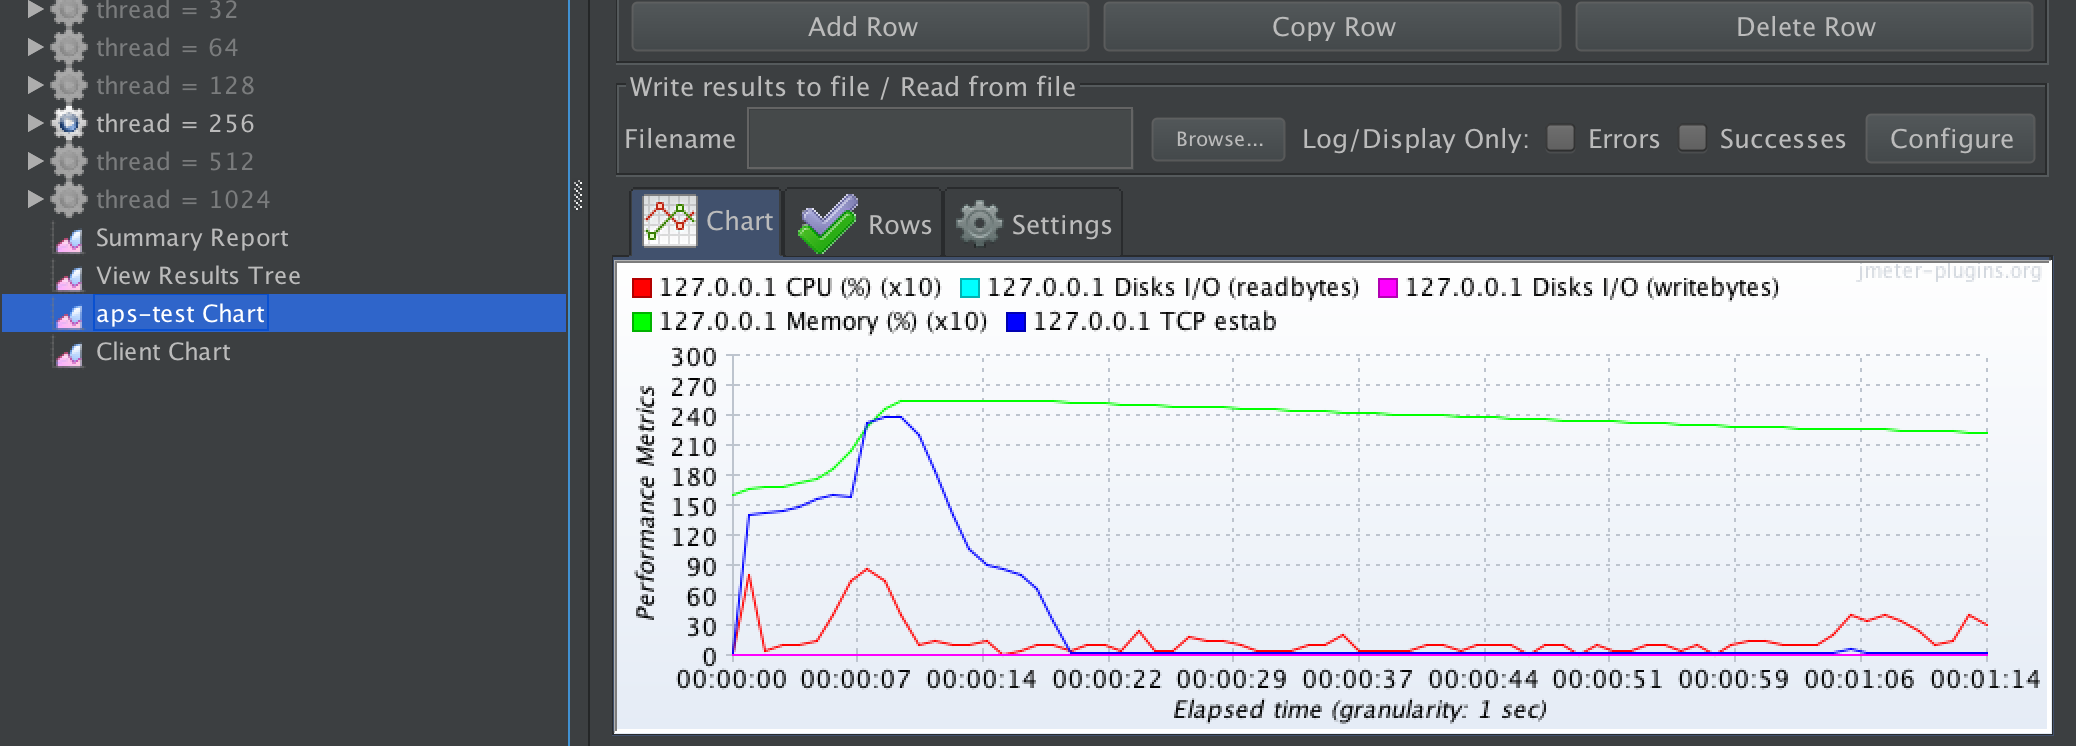 thread = 32
thread = 64
thread = 128
thread = 256
thread = 512
thread = 1024
Summary Report
View Results Tree
aps-test Chart
Client Chart
Add Row
Copy Row
Delete Row
Write results to file / Read from file
Filename
Browse...
Log/Display Only:
Errors
Successes
Configure
Chart
Rows
Settings
jmeter-plugins.org
127.0.0.1 CPU (%) (x10)
127.0.0.1 Disks I/O (readbytes)
127.0.0.1 Disks I/O (writebytes)
127.0.0.1 Memory (%) (x10)
127.0.0.1 TCP estab
Performance Metrics
300
270
240
210
180
150
120
90
60
30
0
00:00:00
00:00:07
00:00:14
00:00:22
00:00:29
00:00:37
00:00:44
00:00:51
00:00:59
00:01:06
00:01:14
Elapsed time (granularity: 1 sec)